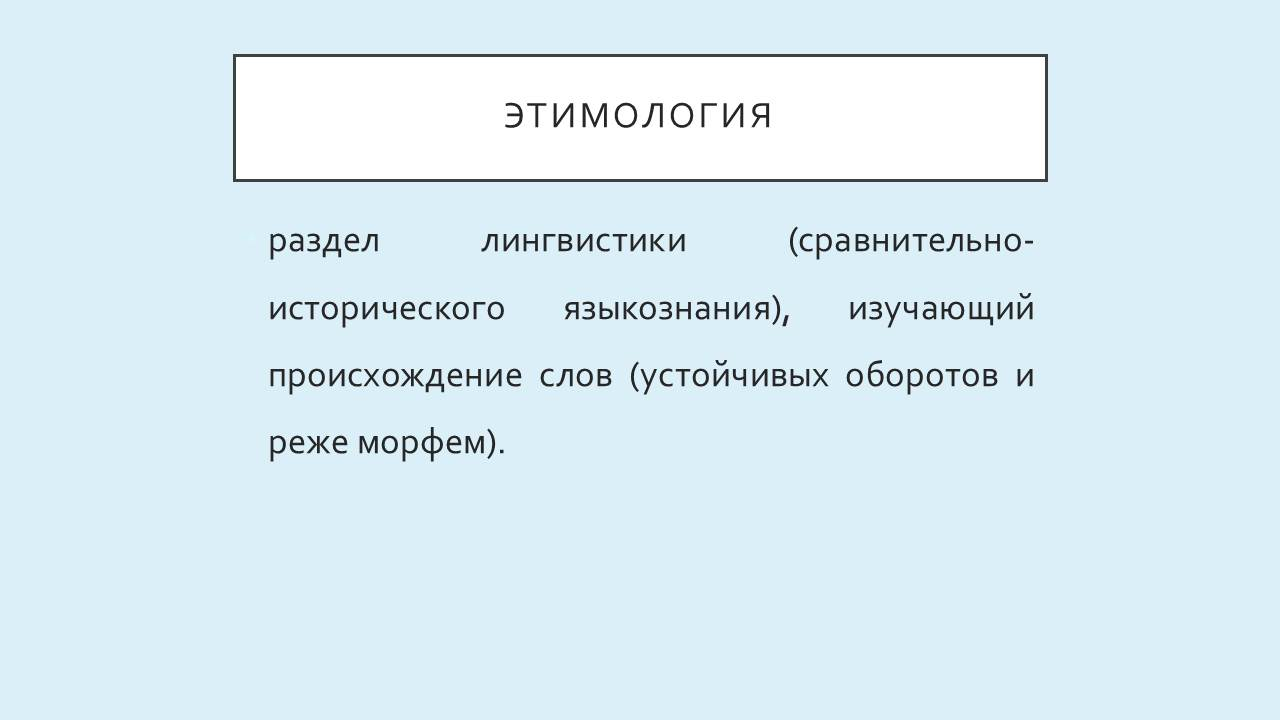 ЭТИМОЛОГИЯ
раздел лингвистики (сравнительно-
исторического языкознания), изучающий
происхождение слов (устойчивых оборотов и
реже морфем).